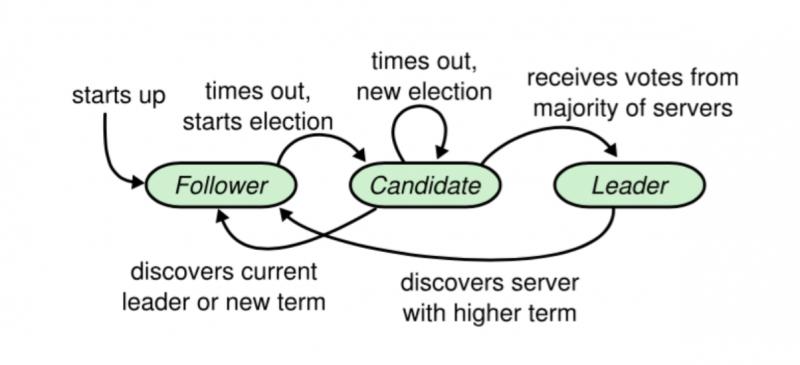 starts up
times out,
starts election
times out,
new election
receives votes from
majority of servers
Follower
Candidate
Leader
discovers current
leader or new term
discovers server
with higher term